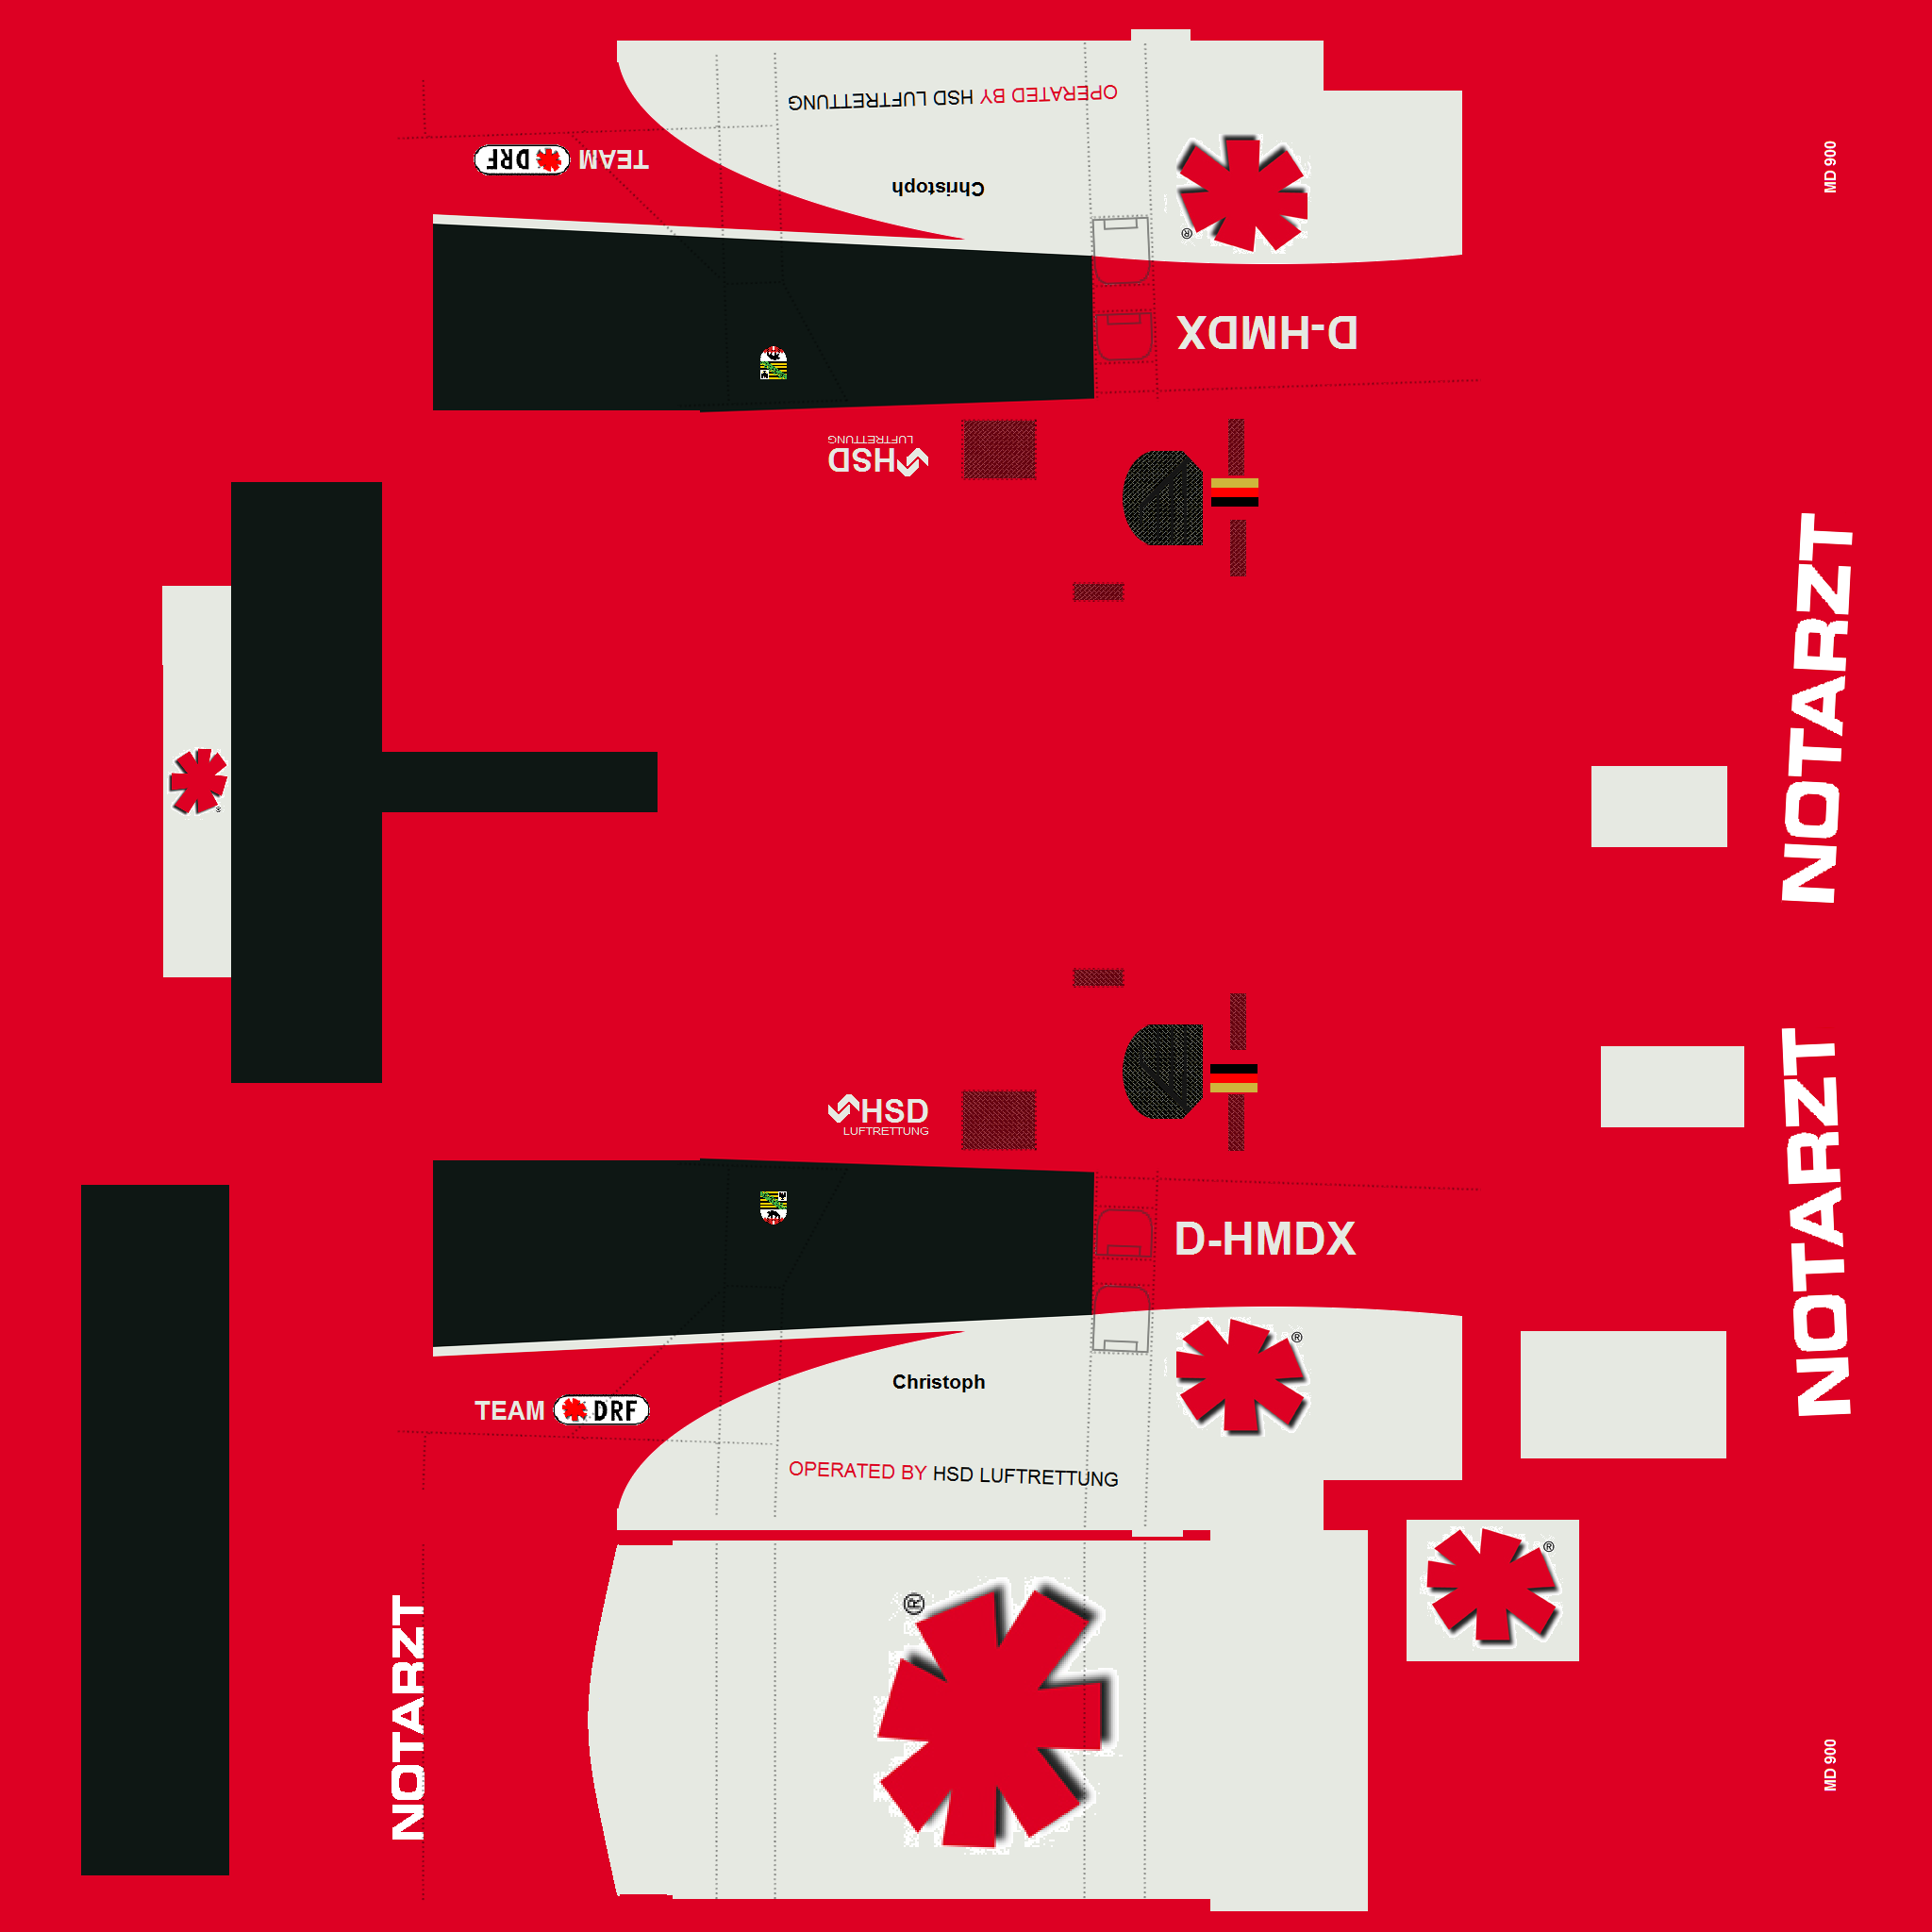 OPERATED BY HSD LUFTRETTUNG
TEAM DRF
Christoph
®
MD 900
D-HMDX
HSD
LUFTRETTUNG
NOTARZT
®
HSD
LUFTRETTUNG
NOTARZT
D-HMDX
®
Christoph
TEAM DRF
OPERATED BY HSD LUFTRETTUNG
®
®
NOTARZT
MD 900